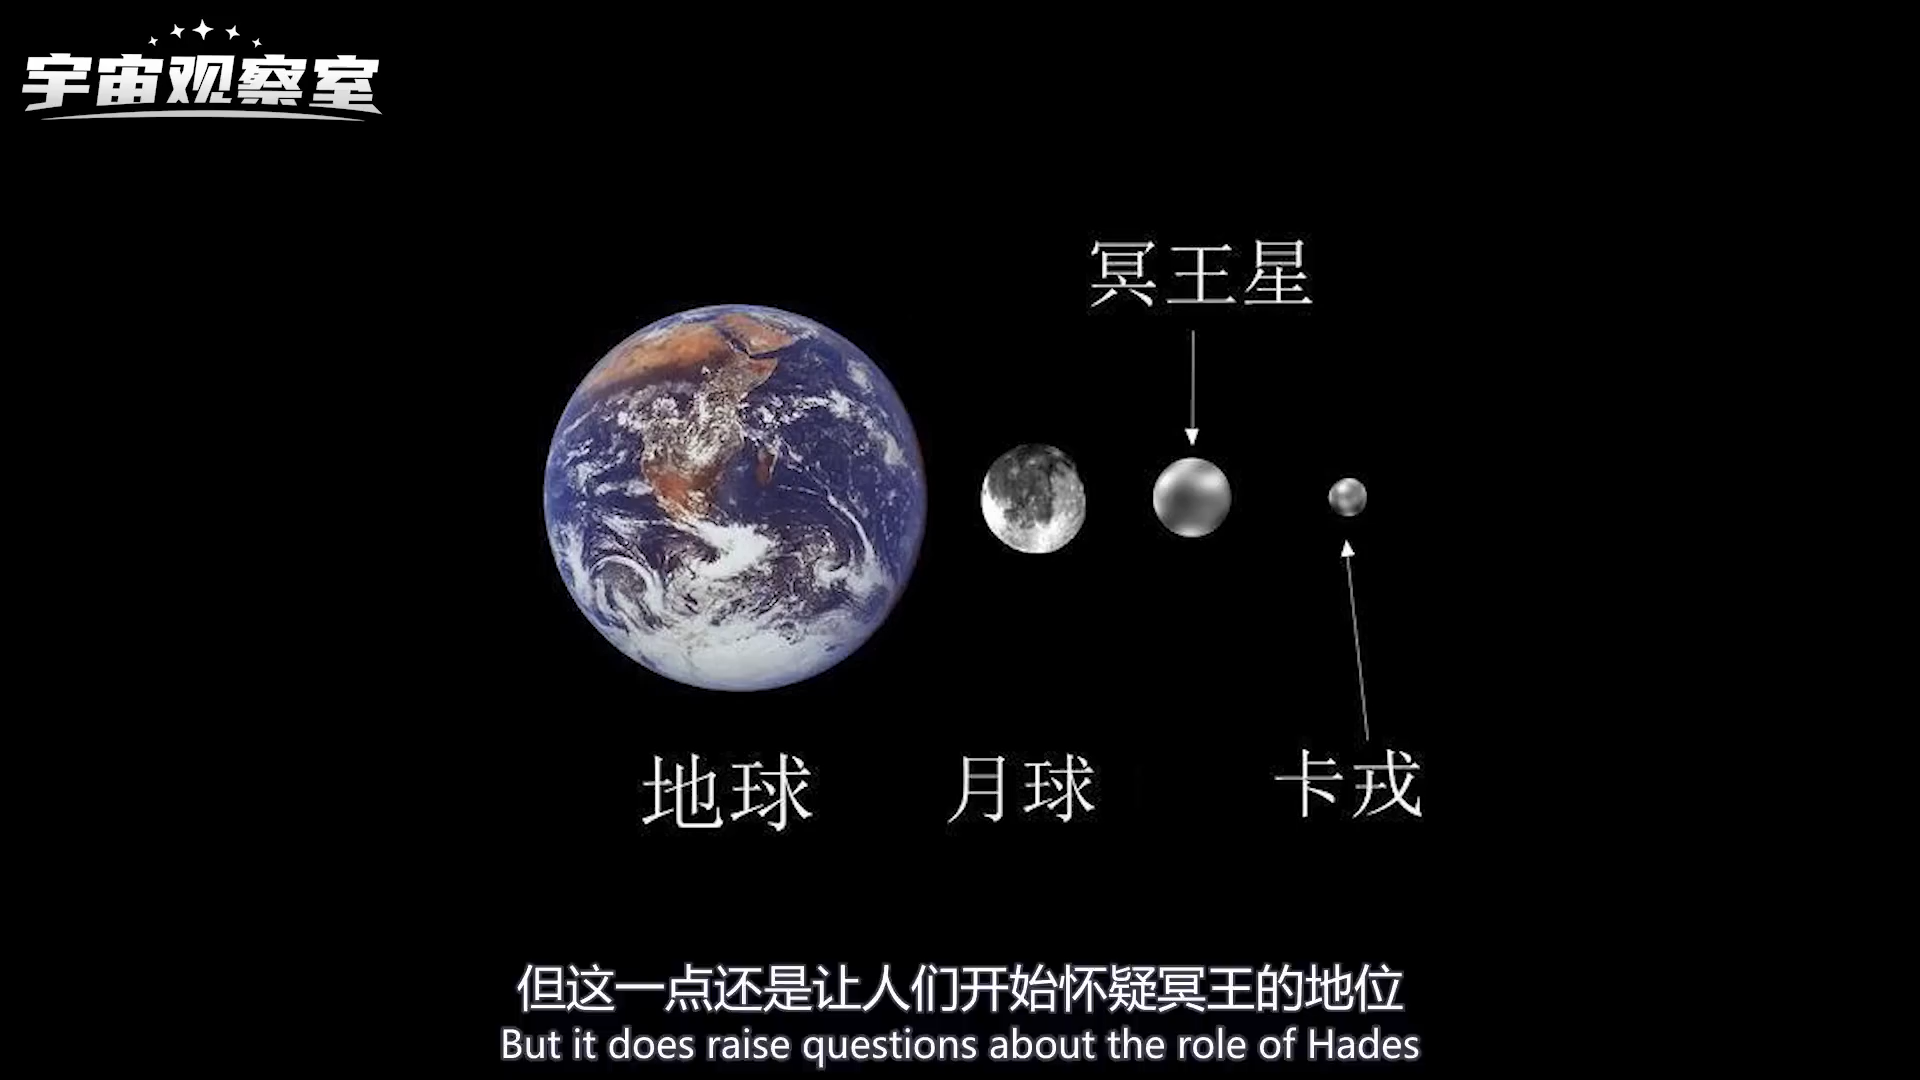 宇宙观察室
冥王星
地球
月球
卡戎
但这一点还是让人们开始怀疑冥王的地位
But it does raise questions about the role of Hades